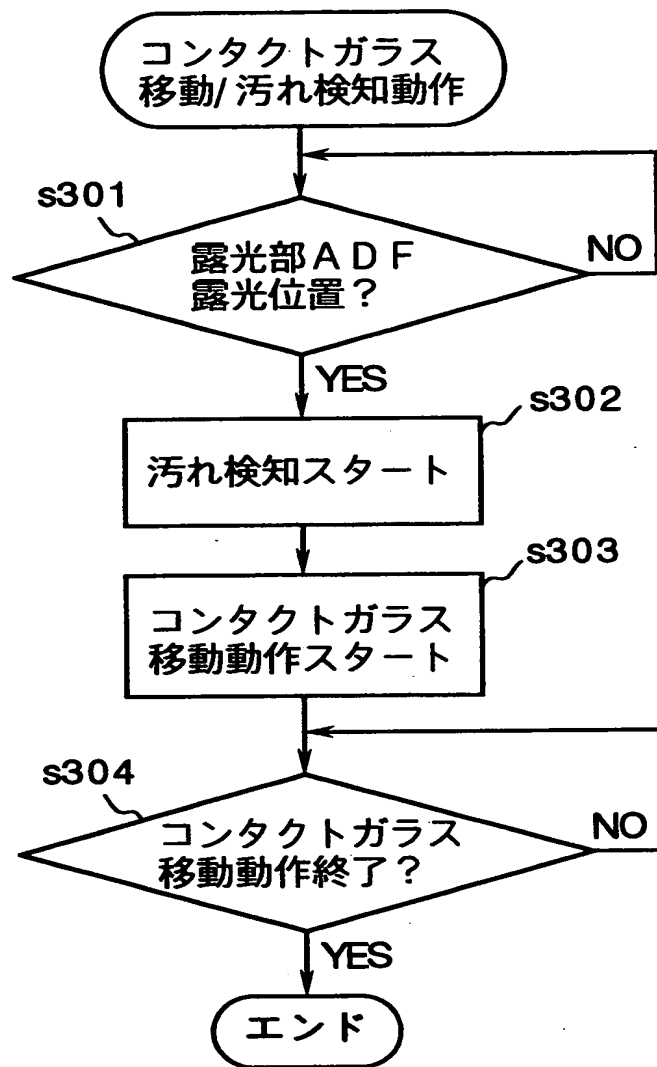 コンタクトガラス
移動/汚れ検知動作
s301
露光部ADF
露光位置?
NO
YES
s302
汚れ検知スタート
s303
コンタクトガラス
移動動作スタート
s304
コンタクトガラス
移動動作終了?
NO
YES
エンド